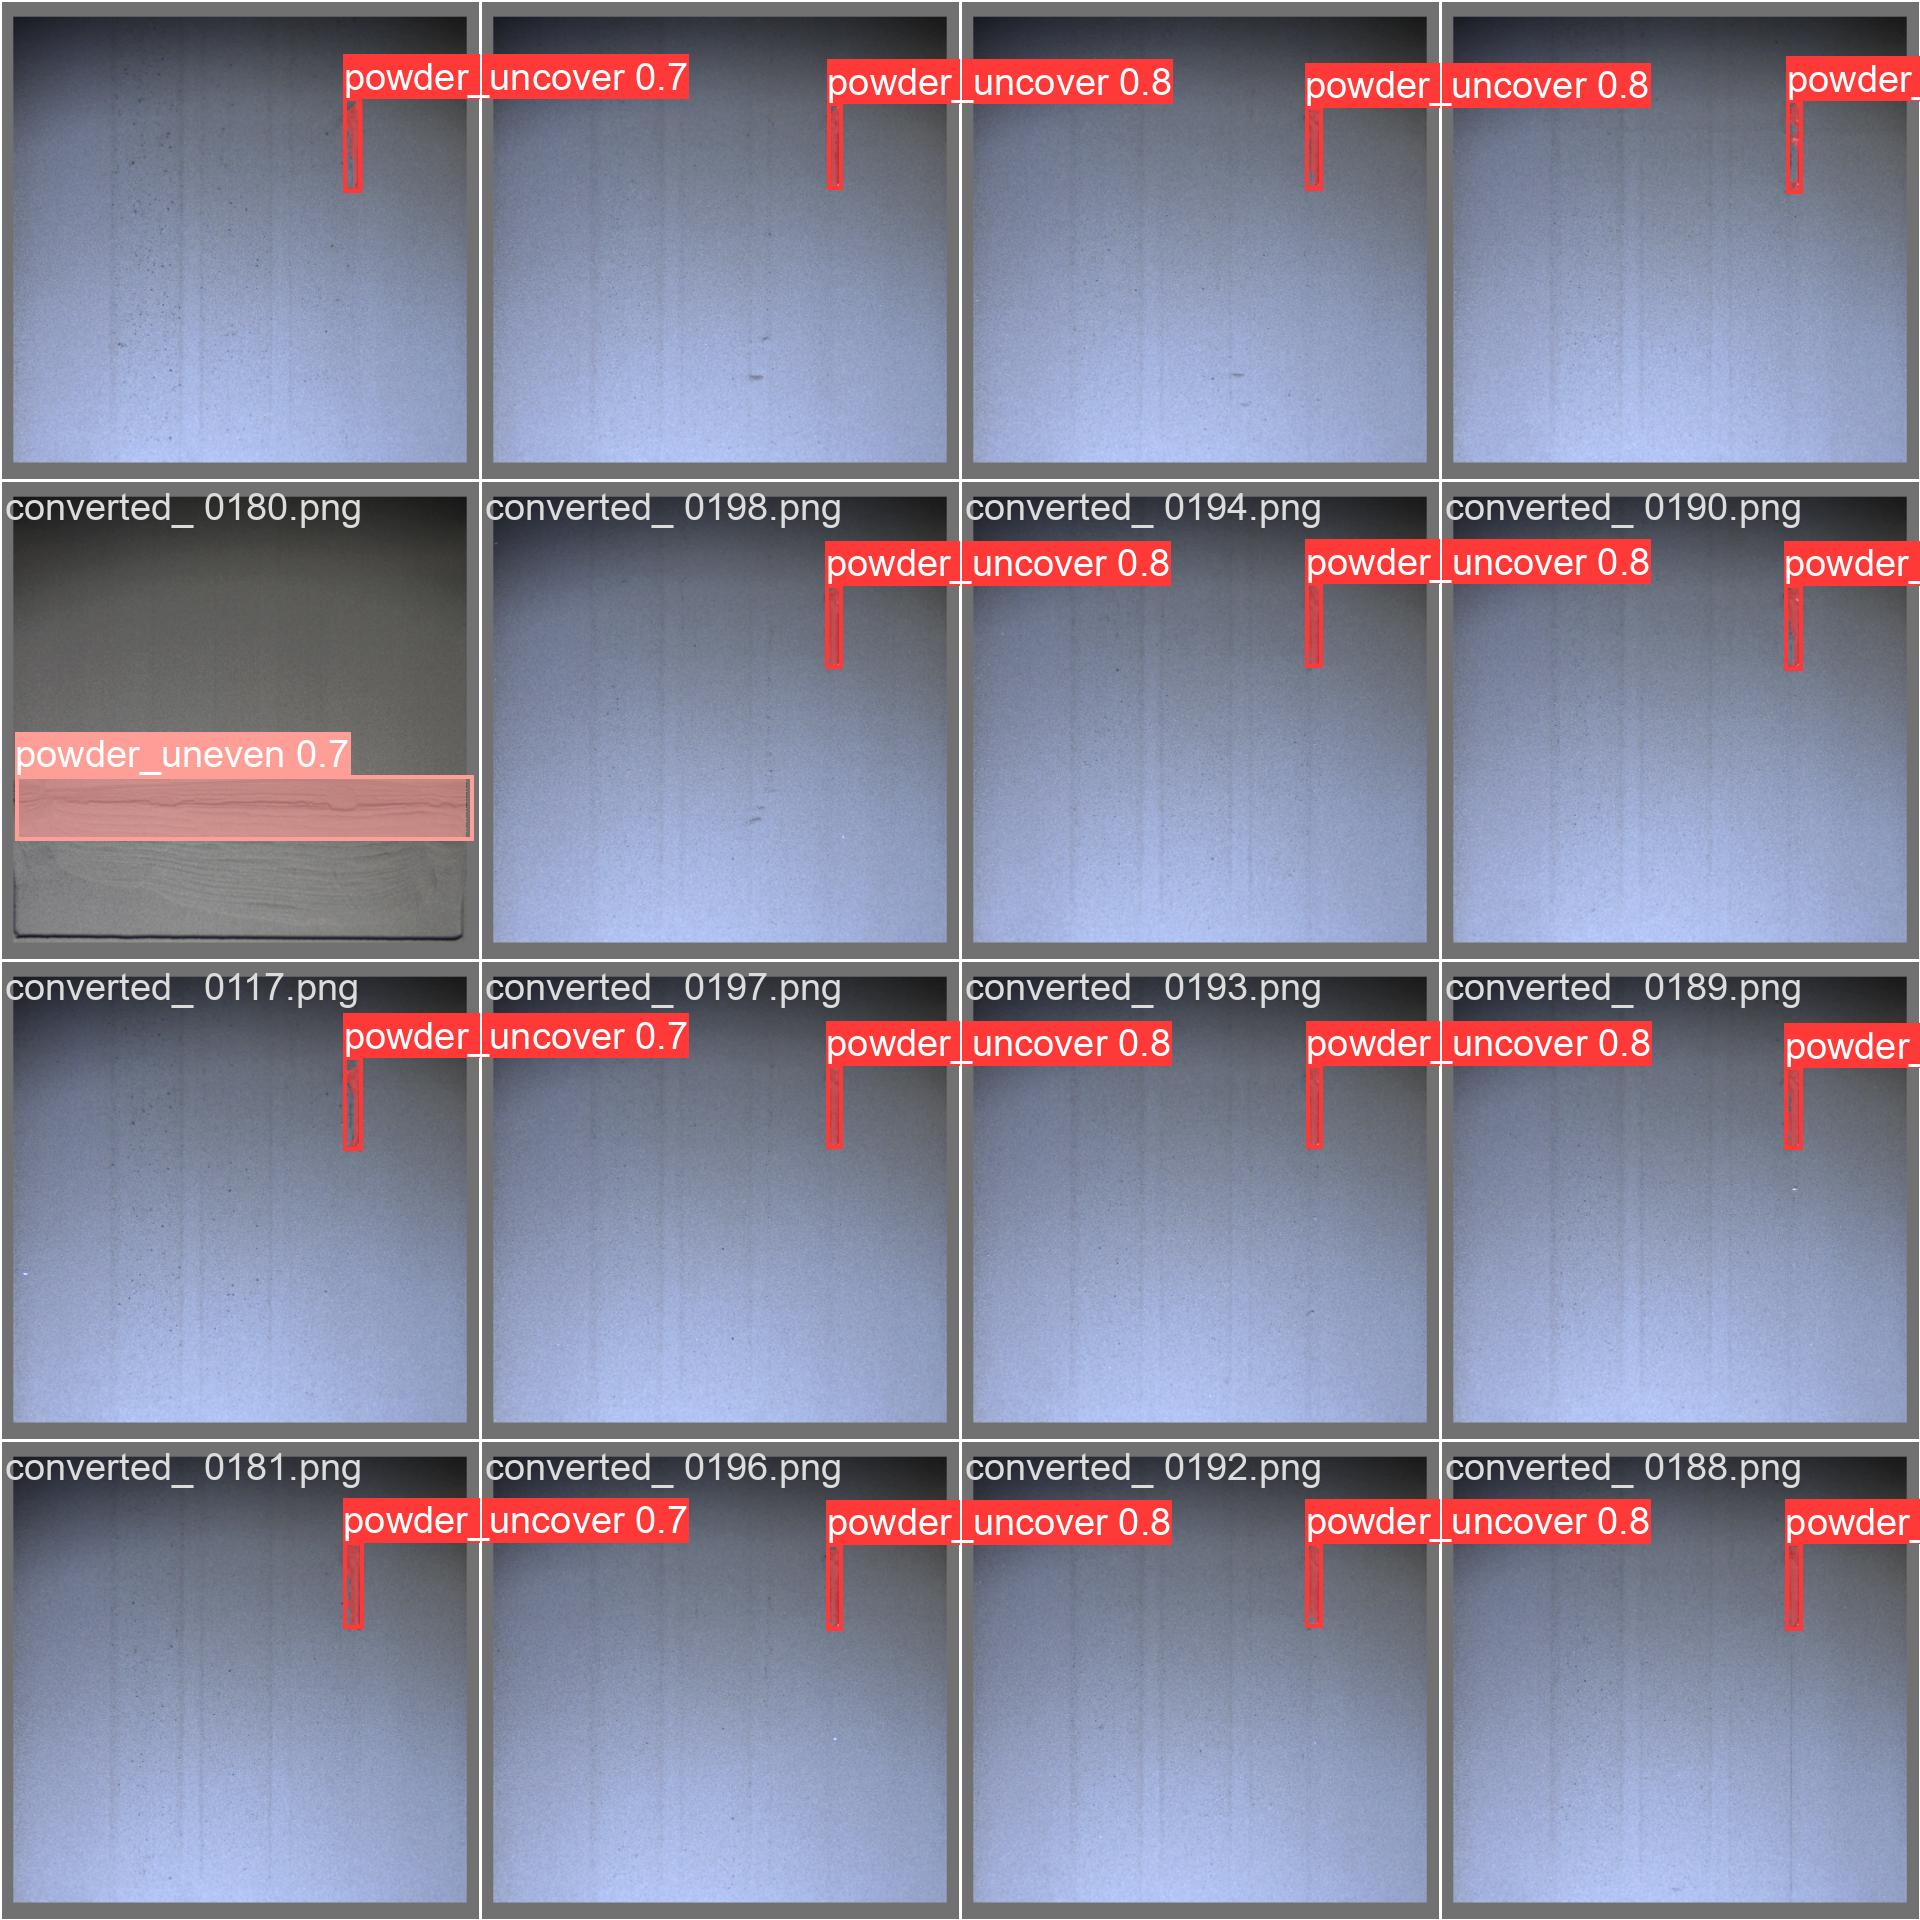 powder_uncover 0.7
powder_uncover 0.8
powder_uncover 0.8
powder_
converted_ 0180.png
converted_ 0198.png
converted_ 0194.png
converted_ 0190.png
powder_uncover 0.8
powder_uncover 0.8
powder_
powder_uneven 0.7
converted_ 0117.png
converted_ 0197.png
converted_ 0193.png
converted_ 0189.png
powder_uncover 0.7
powder_uncover 0.8
powder_uncover 0.8
powder_
converted_ 0181.png
converted_ 0196.png
converted_ 0192.png
converted_ 0188.png
powder_uncover 0.7
powder_uncover 0.8
powder_uncover 0.8
powder_